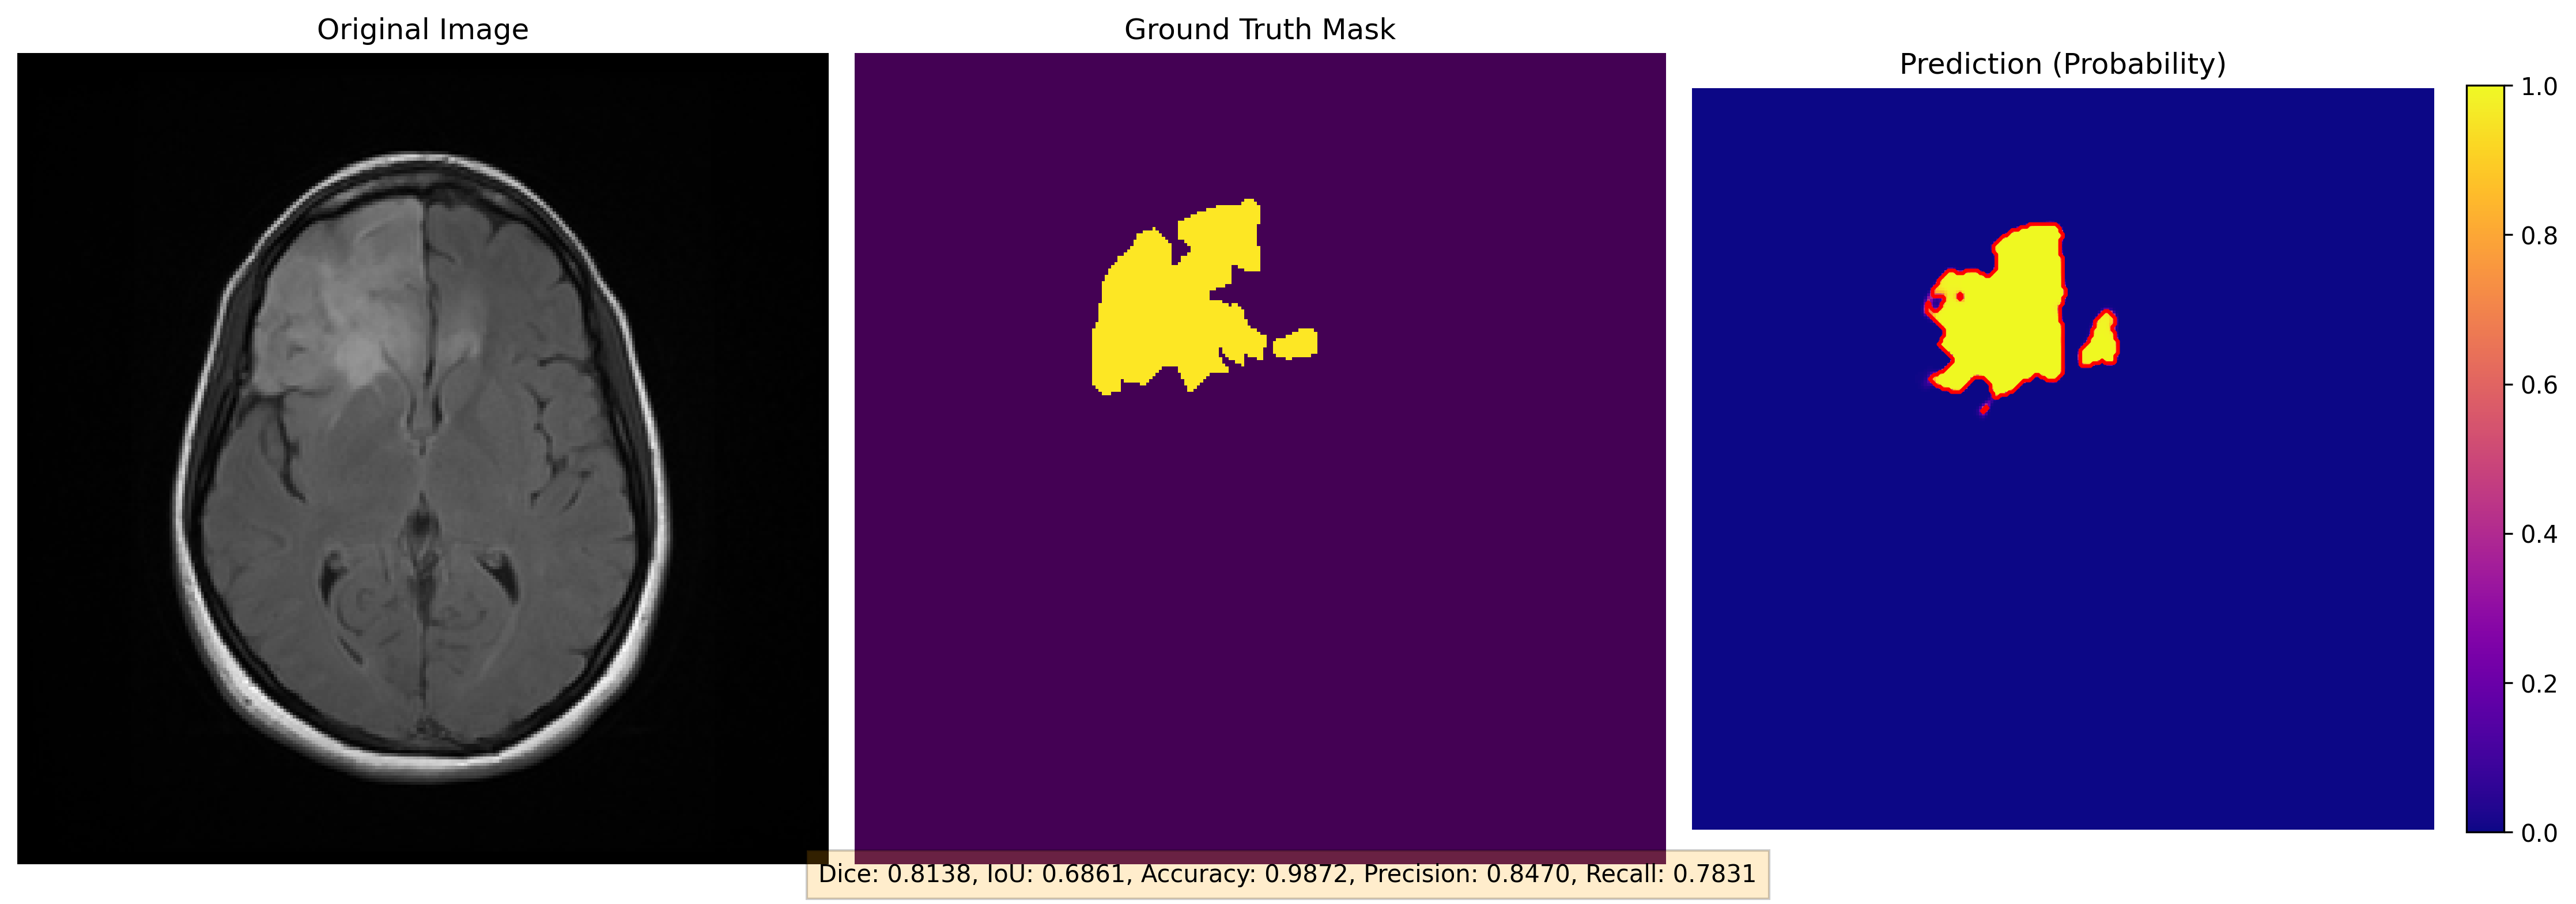 Original Image
Ground Truth Mask
Prediction (Probability)
1.0
0.8
0.6
0.4
0.2
0.0
Dice: 0.8138, IoU: 0.6861, Accuracy: 0.9872, Precision: 0.8470, Recall: 0.7831